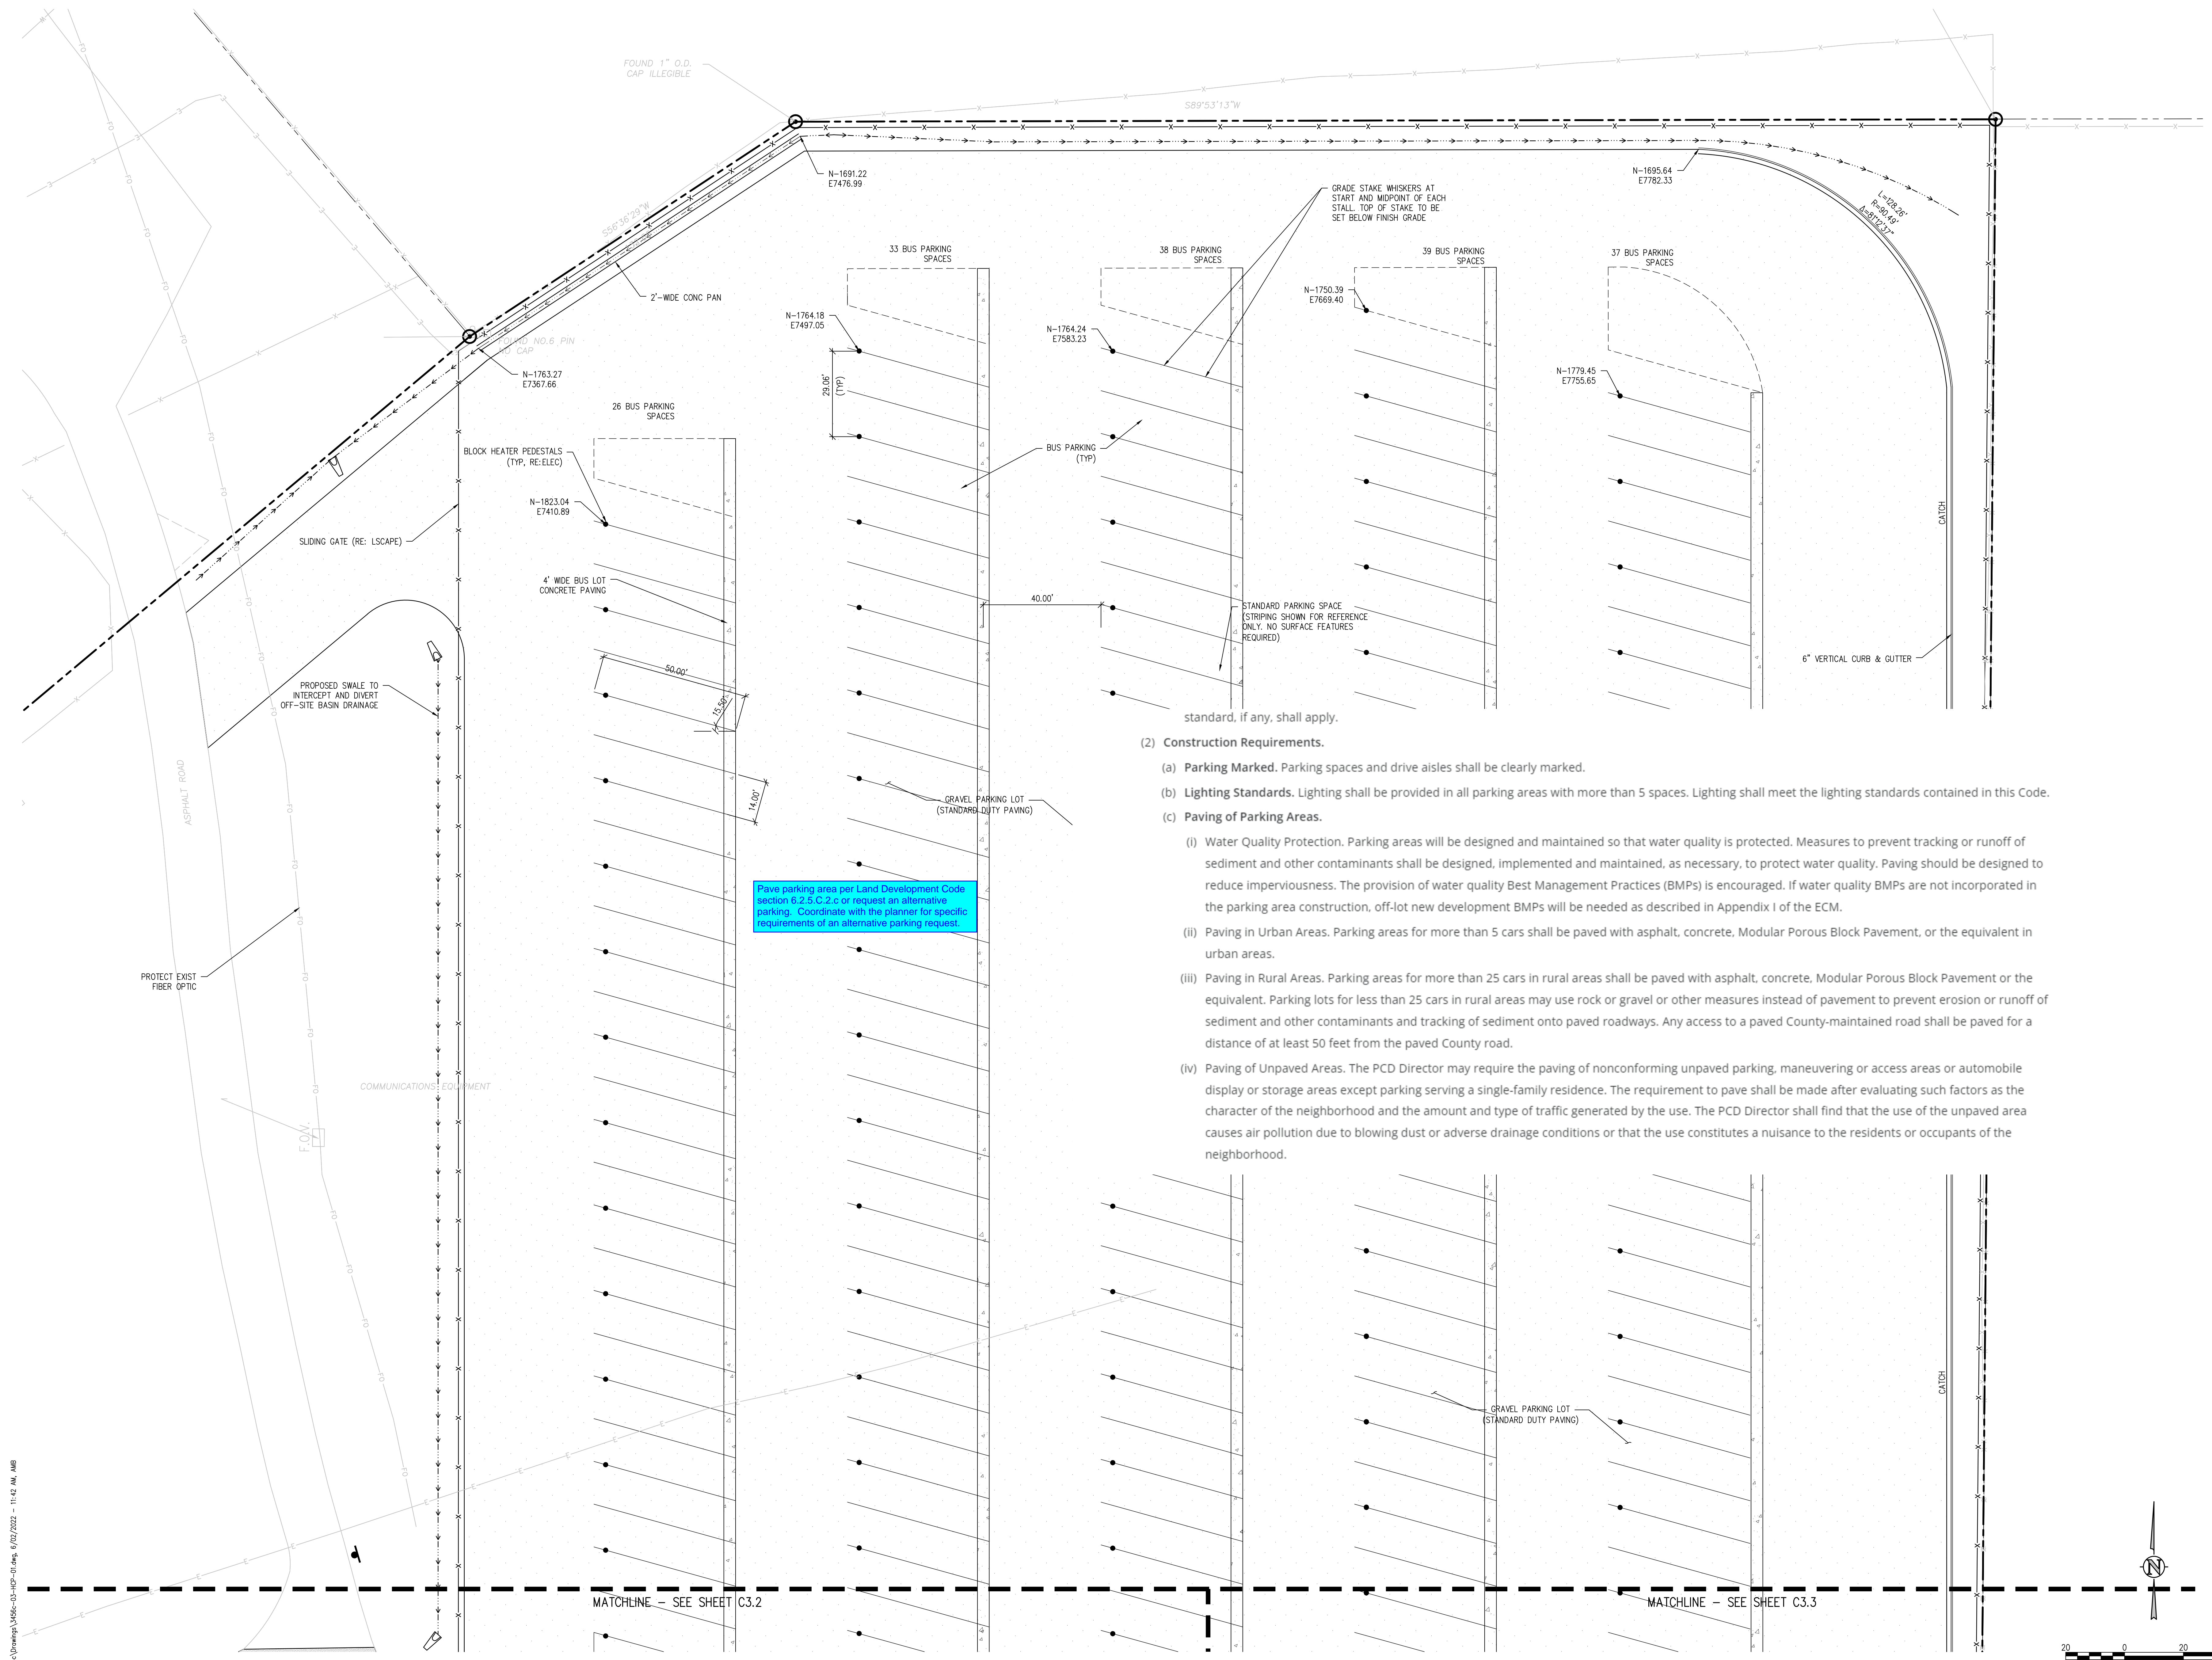 FOUND 1" O.D.
CAP ILLEGIBLE
S89°53'13"W
N-1691.22
E7476.99
N-1695.64
E7782.33
L=128.26'
R=90.49'
Δ=81°12'37"
GRADE STAKE WHISKERS AT
START AND MIDPOINT OF EACH
STALL. TOP OF STAKE TO BE
SET BELOW FINISH GRADE
S56°36'29"W
33 BUS PARKING
SPACES
38 BUS PARKING
SPACES
39 BUS PARKING
SPACES
37 BUS PARKING
SPACES
2'-WIDE CONC PAN
N-1750.39
E7669.40
N-1764.18
E7497.05
N-1764.24
E7583.23
FOUND NO.6 PIN
NO CAP
N-1763.27
E7367.66
29.06'
(TYP)
N-1779.45
E7755.65
26 BUS PARKING
SPACES
BLOCK HEATER PEDESTALS
(TYP, RE:ELEC)
BUS PARKING
(TYP)
N-1823.04
E7410.89
CATCH
SLIDING GATE (RE: LSCAPE)
4' WIDE BUS LOT
CONCRETE PAVING
40.00'
STANDARD PARKING SPACE
(STRIPING SHOWN FOR REFERENCE
ONLY. NO SURFACE FEATURES
REQUIRED)
6" VERTICAL CURB & GUTTER
50.00'
15.50'
PROPOSED SWALE TO
INTERCEPT AND DIVERT
OFF-SITE BASIN DRAINAGE
14.00'
ASPHALT ROAD
GRAVEL PARKING LOT
(STANDARD DUTY PAVING)
standard, if any, shall apply.
(2) Construction Requirements.
(a) Parking Marked. Parking spaces and drive aisles shall be clearly marked.
(b) Lighting Standards. Lighting shall be provided in all parking areas with more than 5 spaces. Lighting shall meet the lighting standards contained in this Code.
(c) Paving of Parking Areas.
(i) Water Quality Protection. Parking areas will be designed and maintained so that water quality is protected. Measures to prevent tracking or runoff of
sediment and other contaminants shall be designed, implemented and maintained, as necessary, to protect water quality. Paving should be designed to
reduce imperviousness. The provision of water quality Best Management Practices (BMPs) is encouraged. If water quality BMPs are not incorporated in
the parking area construction, off-lot new development BMPs will be needed as described in Appendix I of the ECM.
(ii) Paving in Urban Areas. Parking areas for more than 5 cars shall be paved with asphalt, concrete, Modular Porous Block Pavement, or the equivalent in
urban areas.
(iii) Paving in Rural Areas. Parking areas for more than 25 cars in rural areas shall be paved with asphalt, concrete, Modular Porous Block Pavement or the
equivalent. Parking lots for less than 25 cars in rural areas may use rock or gravel or other measures instead of pavement to prevent erosion or runoff of
sediment and other contaminants and tracking of sediment onto paved roadways. Any access to a paved County-maintained road shall be paved for a
distance of at least 50 feet from the paved County road.
(iv) Paving of Unpaved Areas. The PCD Director may require the paving of nonconforming unpaved parking, maneuvering or access areas or automobile
display or storage areas except parking serving a single-family residence. The requirement to pave shall be made after evaluating such factors as the
character of the neighborhood and the amount and type of traffic generated by the use. The PCD Director shall find that the use of the unpaved area
causes air pollution due to blowing dust or adverse drainage conditions or that the use constitutes a nuisance to the residents or occupants of the
neighborhood.
Pave parking area per Land Development Code
section 6.2.5.C.2.c or request an alternative
parking. Coordinate with the planner for specific
requirements of an alternative parking request.
PROTECT EXIST
FIBER OPTIC
COMMUNICATIONS EQUIPMENT
F.O.V.
CATCH
GRAVEL PARKING LOT
(STANDARD DUTY PAVING)
c\Drawings\3456c-03-HCP-01.dwg, 6/02/2022 - 11:42 AM, AMB
N
MATCHLINE - SEE SHEET C3.2
MATCHLINE - SEE SHEET C3.3
20 0 20